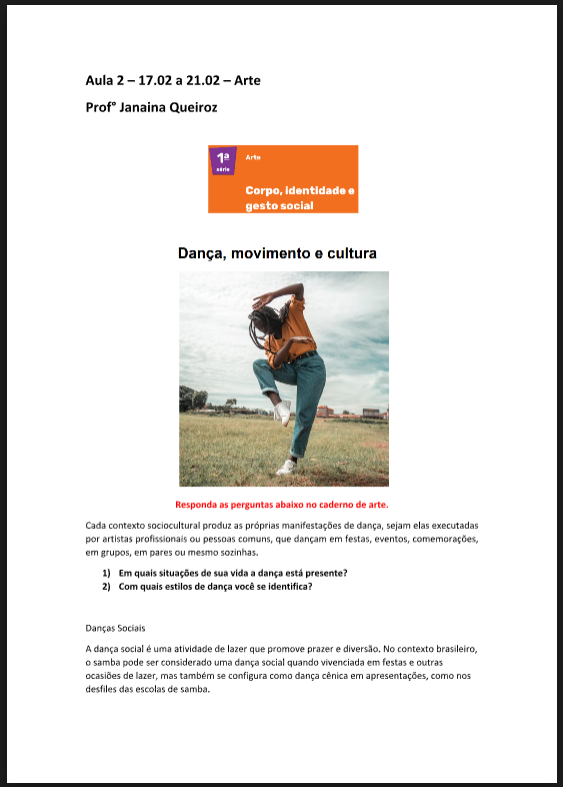 Aula 2 – 17.02 a 21.02 – Arte
Prof° Janaina Queiroz
1ª
série
Arte
Corpo, identidade e
gesto social
Dança, movimento e cultura
Responda as perguntas abaixo no caderno de arte.
Cada contexto sociocultural produz as próprias manifestações de dança, sejam elas executadas
por artistas profissionais ou pessoas comuns, que dançam em festas, eventos, comemorações,
em grupos, em pares ou mesmo sozinhas.
1) Em quais situações de sua vida a dança está presente?
2) Com quais estilos de dança você se identifica?
Danças Sociais
A dança social é uma atividade de lazer que promove prazer e diversão. No contexto brasileiro,
o samba pode ser considerado uma dança social quando vivenciada em festas e outras
ocasiões de lazer, mas também se configura como dança cênica em apresentações, como nos
desfiles das escolas de samba.